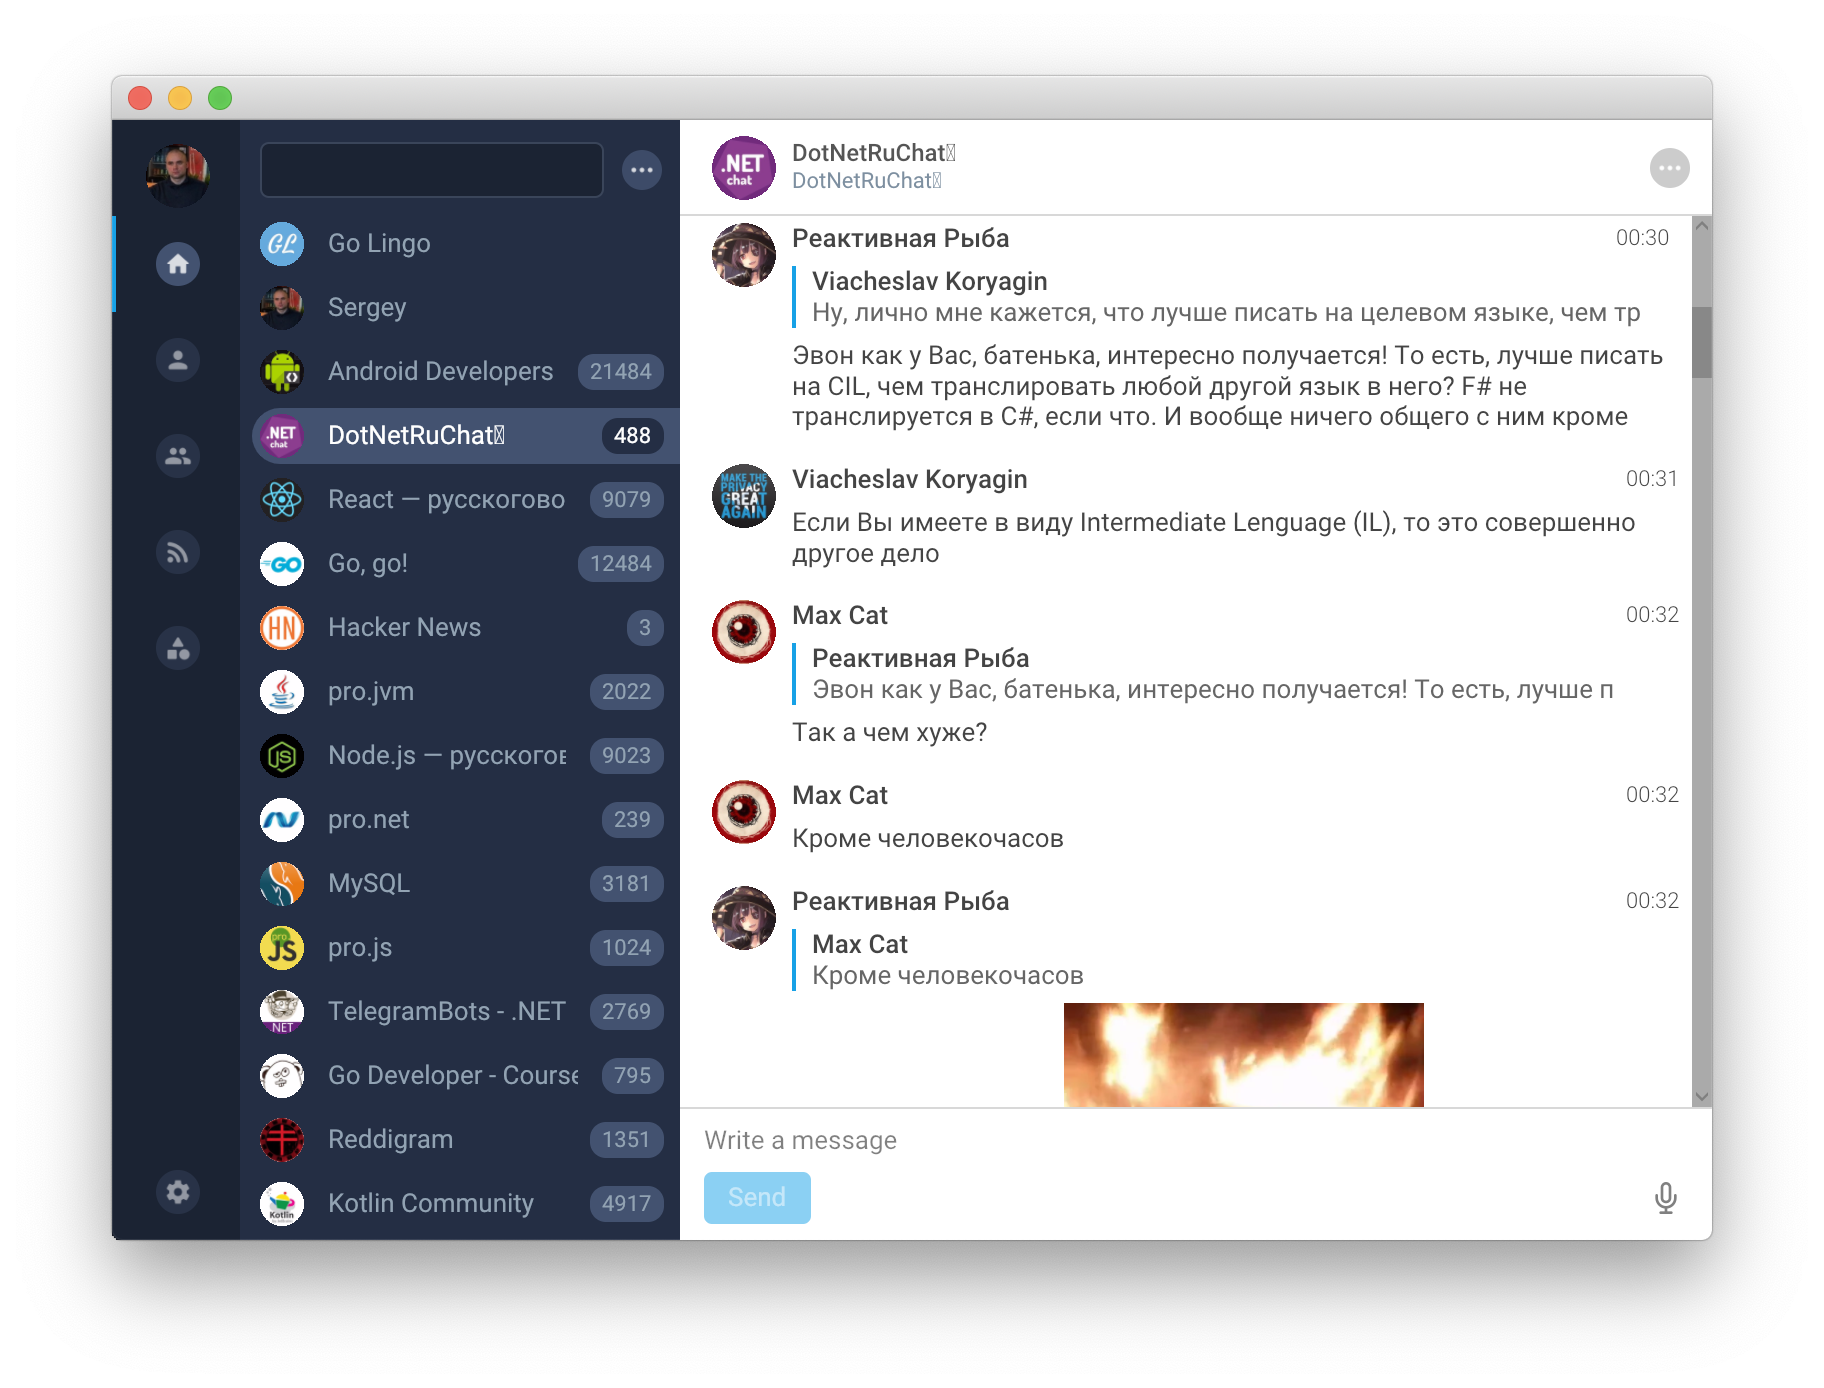 Go Lingo
Sergey
Android Developers 21484
DotNetRuChat 488
React — русскогово 9079
Go, go! 12484
Hacker News 3
pro.jvm 2022
Node.js — русскогов 9023
pro.net 239
MySQL 3181
pro.js 1024
TelegramBots - .NET 2769
Go Developer - Course 795
Reddigram 1351
Kotlin Community 4917
GL
.NET
chat
GO
HN
JS
pro
JS
.NET
Kotlin
.NET
chat
DotNetRuChat
DotNetRuChat
Реактивная Рыба 00:30
Viacheslav Koryagin
Ну, лично мне кажется, что лучше писать на целевом языке, чем тр
Эвон как у Вас, батенька, интересно получается! То есть, лучше писать
на CIL, чем транслировать любой другой язык в него? F# не
транслируется в C#, если что. И вообще ничего общего с ним кроме
MAKE THE
PRIVACY
GREAT
AGAIN
Viacheslav Koryagin 00:31
Если Вы имеете в виду Intermediate Lenguage (IL), то это совершенно
другое дело
Max Cat 00:32
Реактивная Рыба
Эвон как у Вас, батенька, интересно получается! То есть, лучше п
Так а чем хуже?
Max Cat 00:32
Кроме человекочасов
Реактивная Рыба 00:32
Max Cat
Кроме человекочасов
Write a message
Send